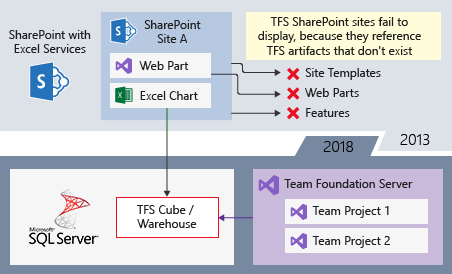 SharePoint with
Excel Services
SharePoint
Site A
Web Part
Excel Chart
TFS SharePoint sites fail to
display, because they reference
TFS artifacts that don't exist
Site Templates
Web Parts
Features
2018
2013
Microsoft
SQL Server
TFS Cube /
Warehouse
Team Foundation Server
Team Project 1
Team Project 2